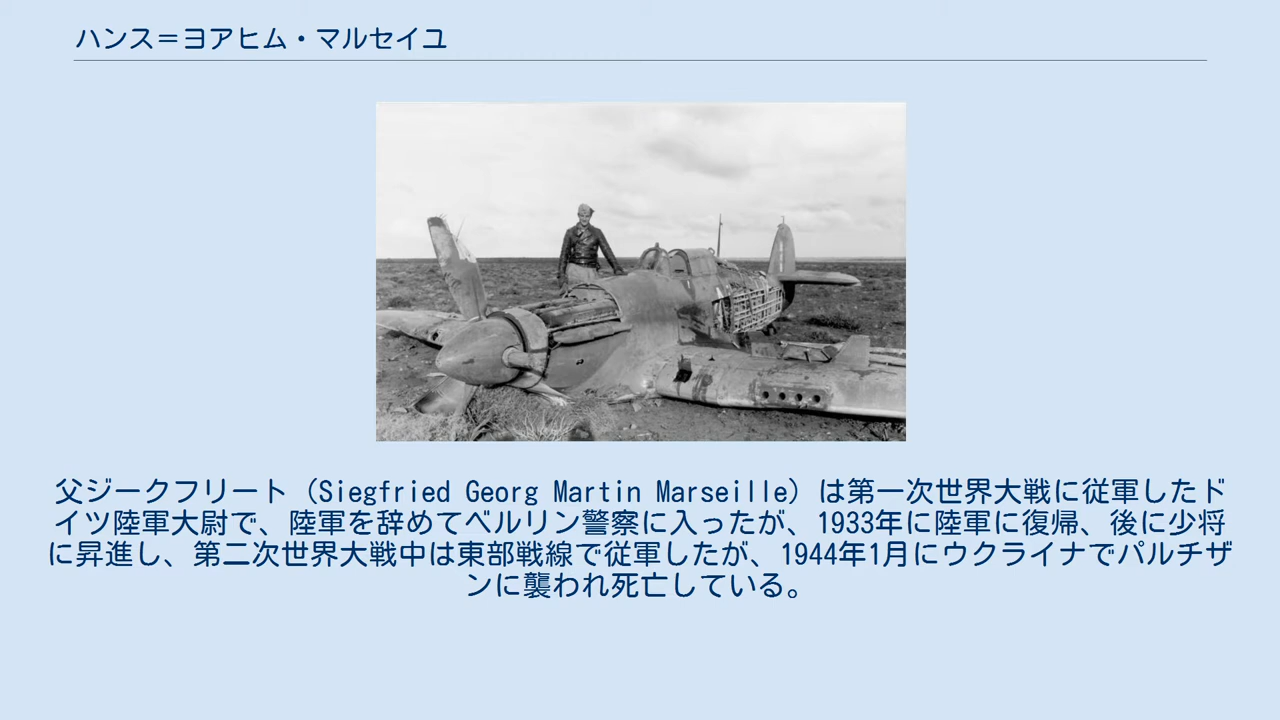 ハンス＝ヨアヒム・マルセイユ
父ジークフリート（Siegfried Georg Martin Marseille）は第一次世界大戦に従軍したド
イツ陸軍大尉で、陸軍を辞めてベルリン警察に入ったが、1933年に陸軍に復帰、後に少将
に昇進し、第二次世界大戦中は東部戦線で従軍したが、1944年1月にウクライナでパルチザ
ンに襲われ死亡している。